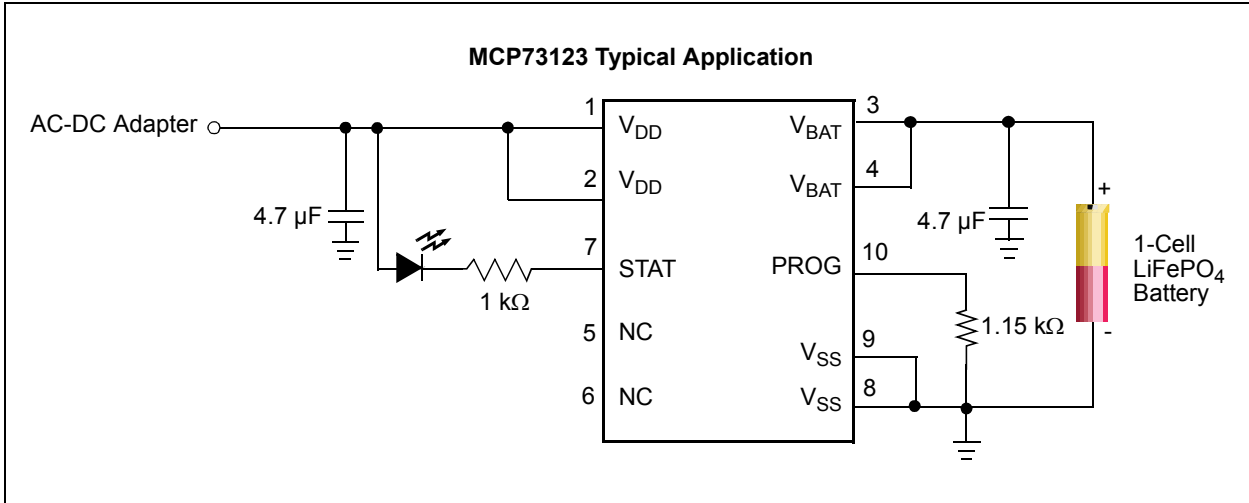 MCP73123 Typical Application
AC-DC Adapter
4.7 µF
1 kΩ
1
V_DD
2
V_DD
7
STAT
5
NC
6
NC
3
V_BAT
4
V_BAT
10
PROG
9
V_SS
8
V_SS
4.7 µF
1.15 kΩ
+
1-Cell
LiFePO₄
Battery
-